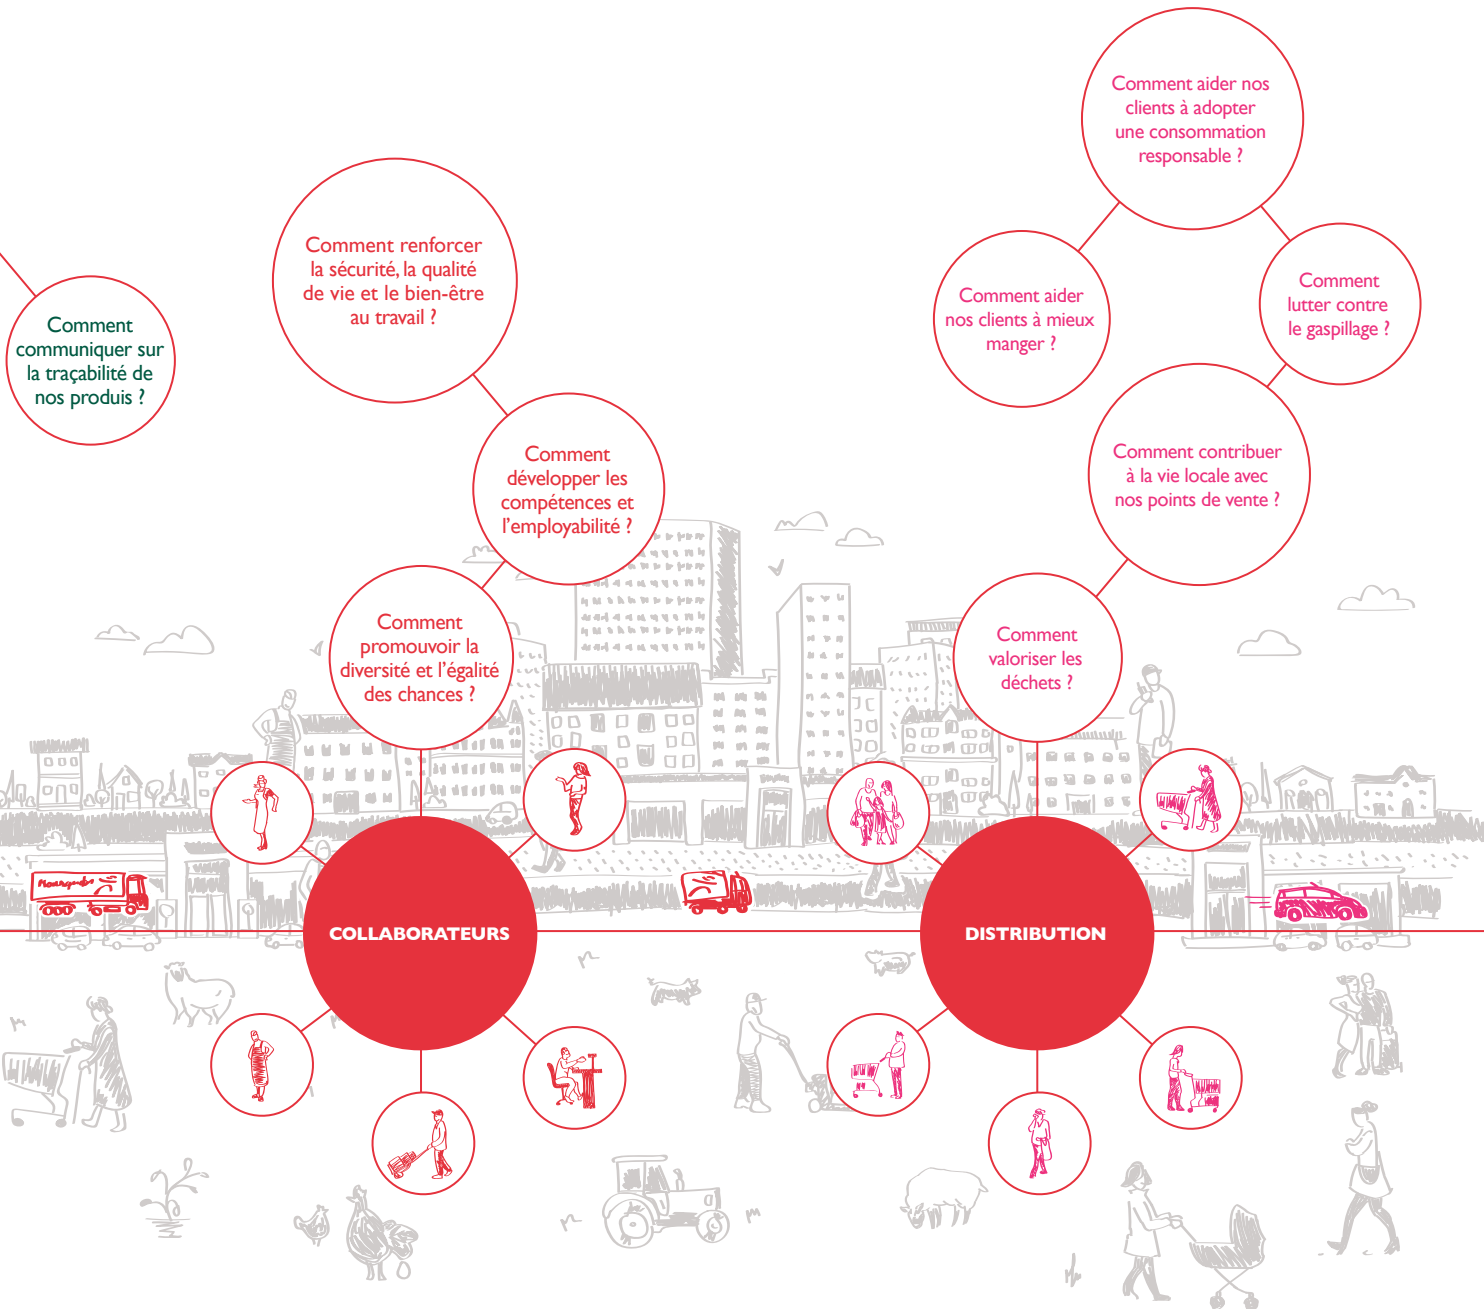 Comment aider nos
clients à adopter
une consommation
responsable ?
Comment renforcer
la sécurité, la qualité
de vie et le bien-être
au travail ?
Comment aider
nos clients à mieux
manger ?
Comment
lutter contre
le gaspillage ?
Comment
communiquer sur
la traçabilité de
nos produis ?
Comment
développer les
compétences et
l'employabilité ?
Comment contribuer
à la vie locale avec
nos points de vente ?
Comment
promouvoir la
diversité et l'égalité
des chances ?
Comment
valoriser les
déchets ?
COLLABORATEURS
DISTRIBUTION